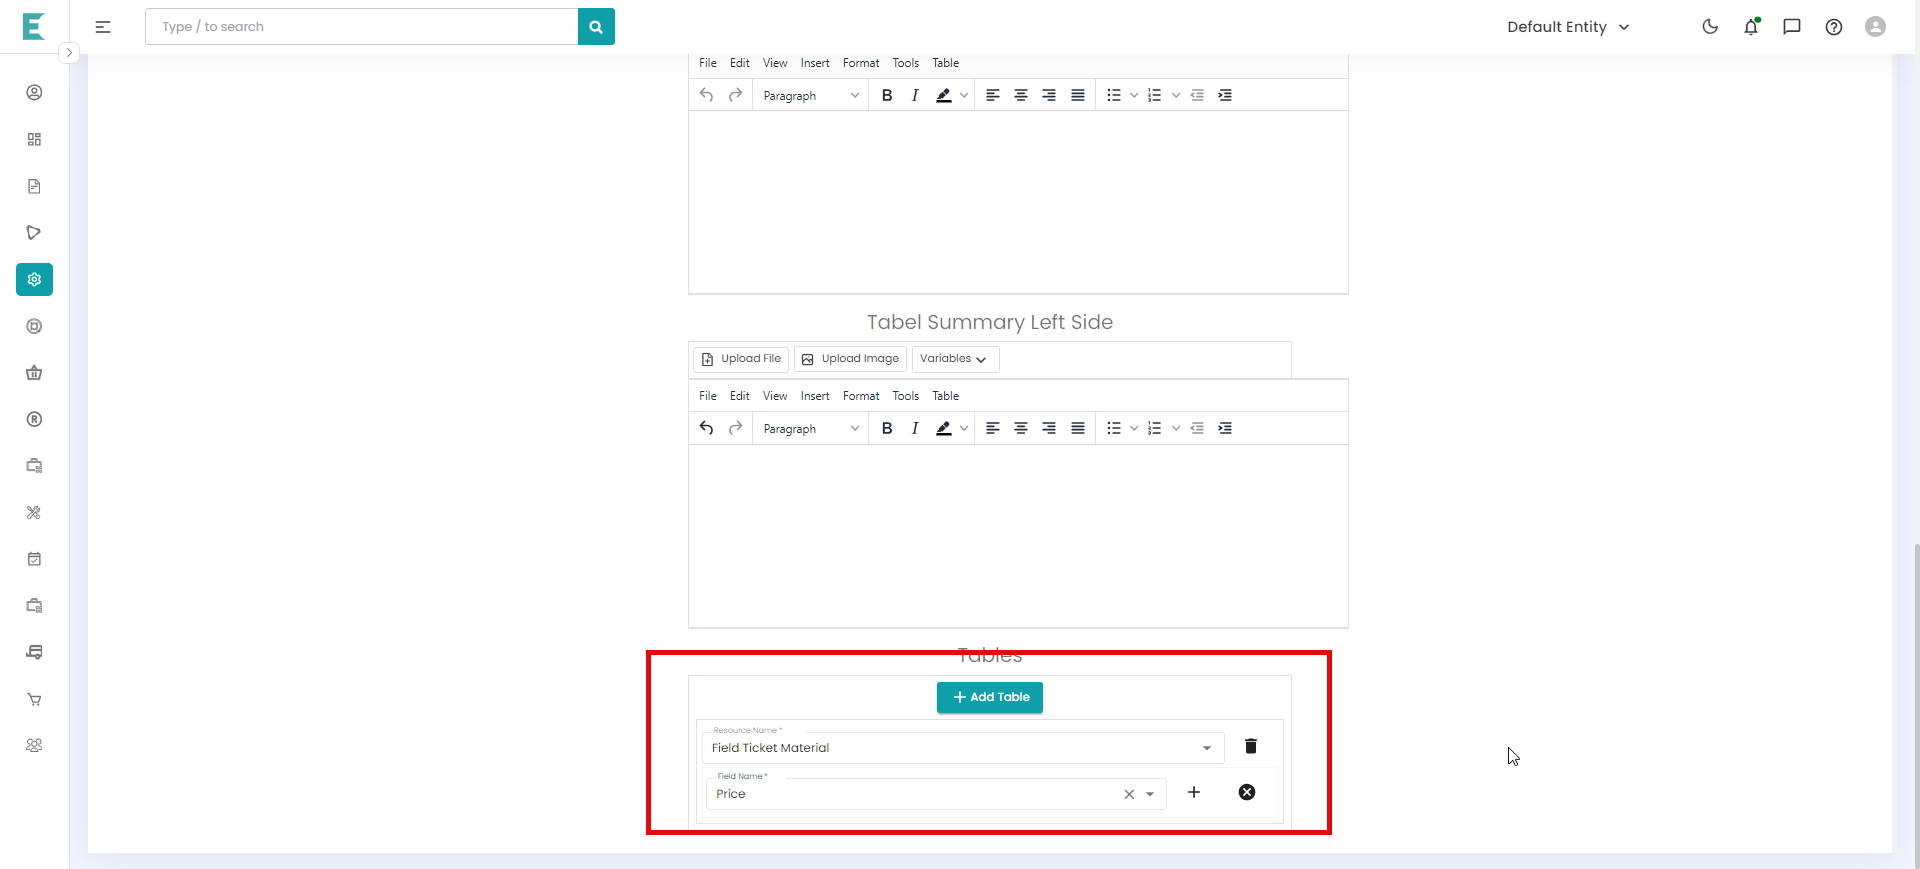 Type / to search
Default Entity
File Edit View Insert Format Tools Table
Paragraph B I
Tabel Summary Left Side
Upload File Upload Image Variables
File Edit View Insert Format Tools Table
Paragraph B I
Tables
+ Add Table
Resource Name *
Field Ticket Material
Field Name *
Price